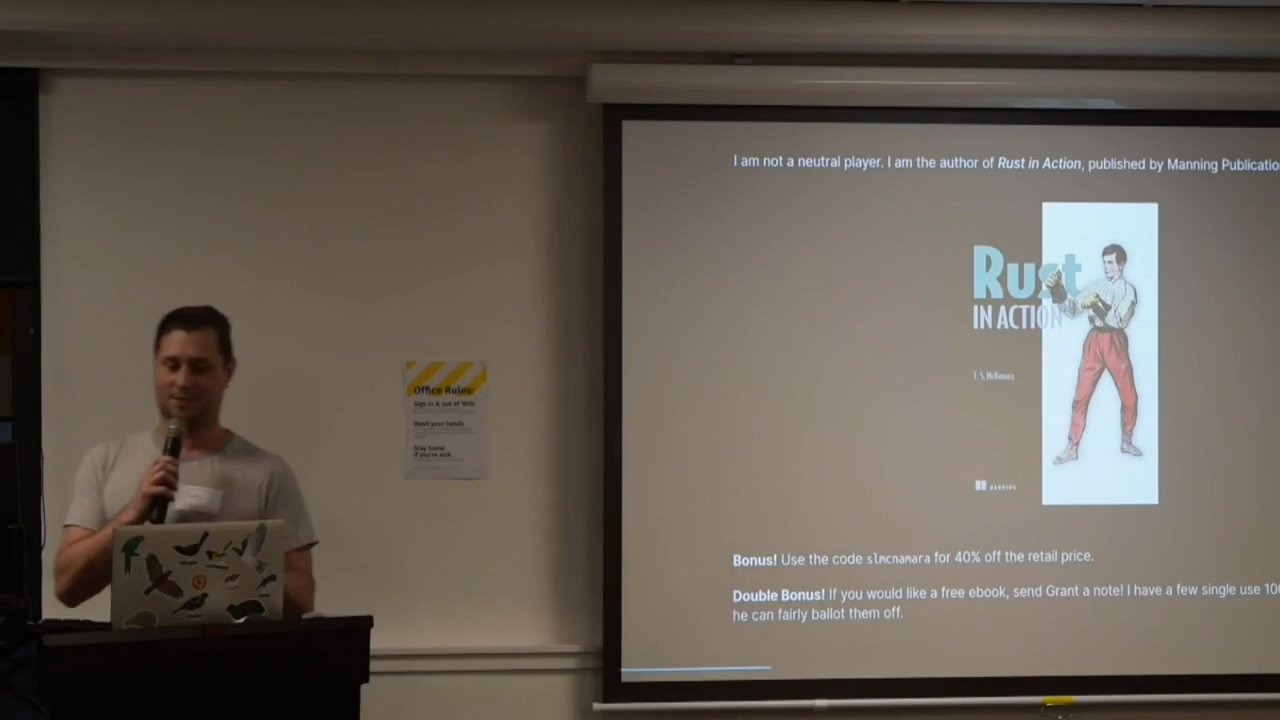 I am not a neutral player. I am the author of Rust in Action, published by Manning Publicatio
Rust
IN ACTION
MANNING
Bonus! Use the code slmcnamara for 40% off the retail price.
Double Bonus! If you would like a free ebook, send Grant a note! I have a few single use 100
he can fairly ballot them off.
Office Rules:
Sign in & out of
Wash your hands
Stay home
if you're sick.